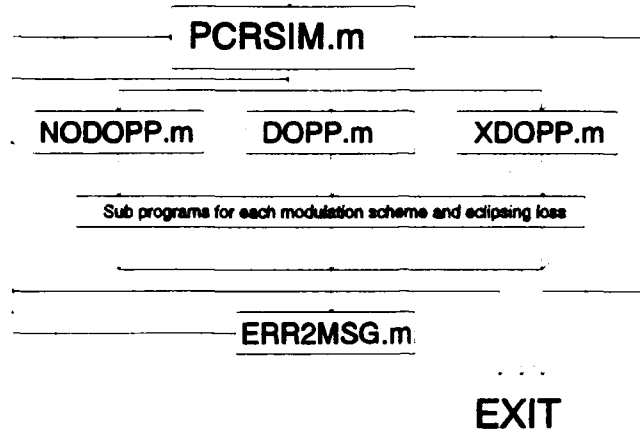 PCRSIM.m
NODOPP.m DOPP.m XDOPP.m
Sub programs for each modulation scheme and eclipsing loss
ERR2MSG.m
EXIT